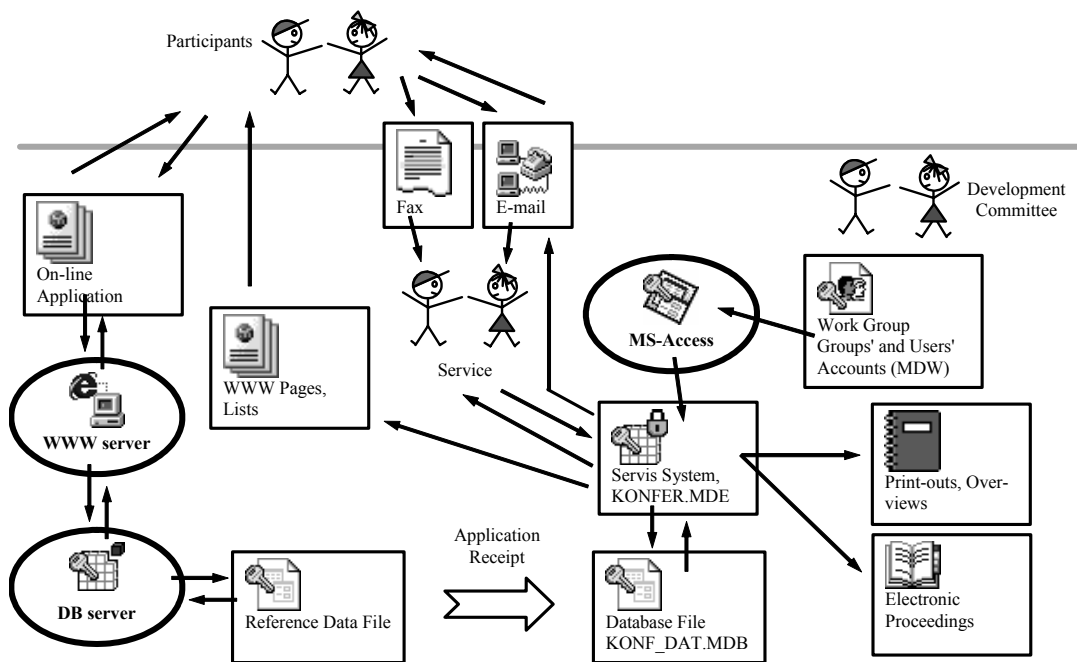 Participants
Fax
E-mail
Development
Committee
On-line
Application
WWW Pages,
Lists
Service
MS-Access
Work Group
Groups' and Users'
Accounts (MDW)
WWW server
Servis System,
KONFER.MDE
Print-outs, Over-
views
DB server
Reference Data File
Application
Receipt
Database File
KONF_DAT.MDB
Electronic
Proceedings